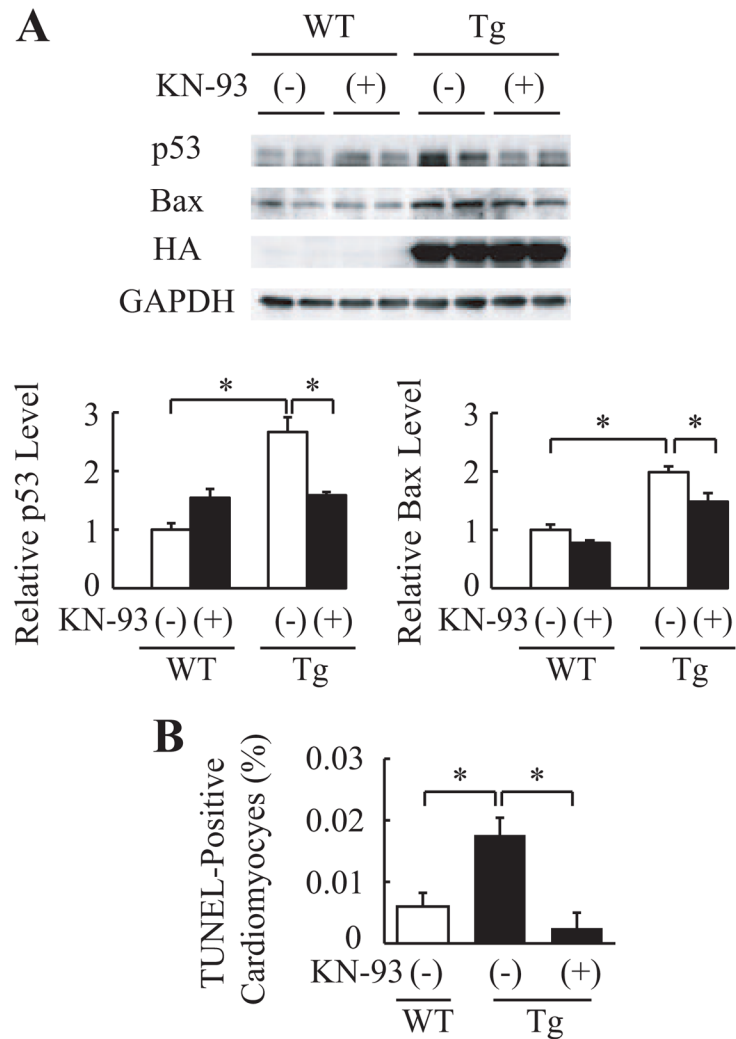 A
WT Tg
KN-93 (-) (+) (-) (+)
p53
Bax
HA
GAPDH
Relative p53 Level
3
2
1
0
* *
KN-93 (-) (+) (-) (+)
WT Tg
Relative Bax Level
3
2
1
0
* *
KN-93 (-) (+) (-) (+)
WT Tg
B
TUNEL-Positive
Cardiomyocyes (%)
0.03
0.02
0.01
0
* *
KN-93 (-) (-) (+)
WT Tg